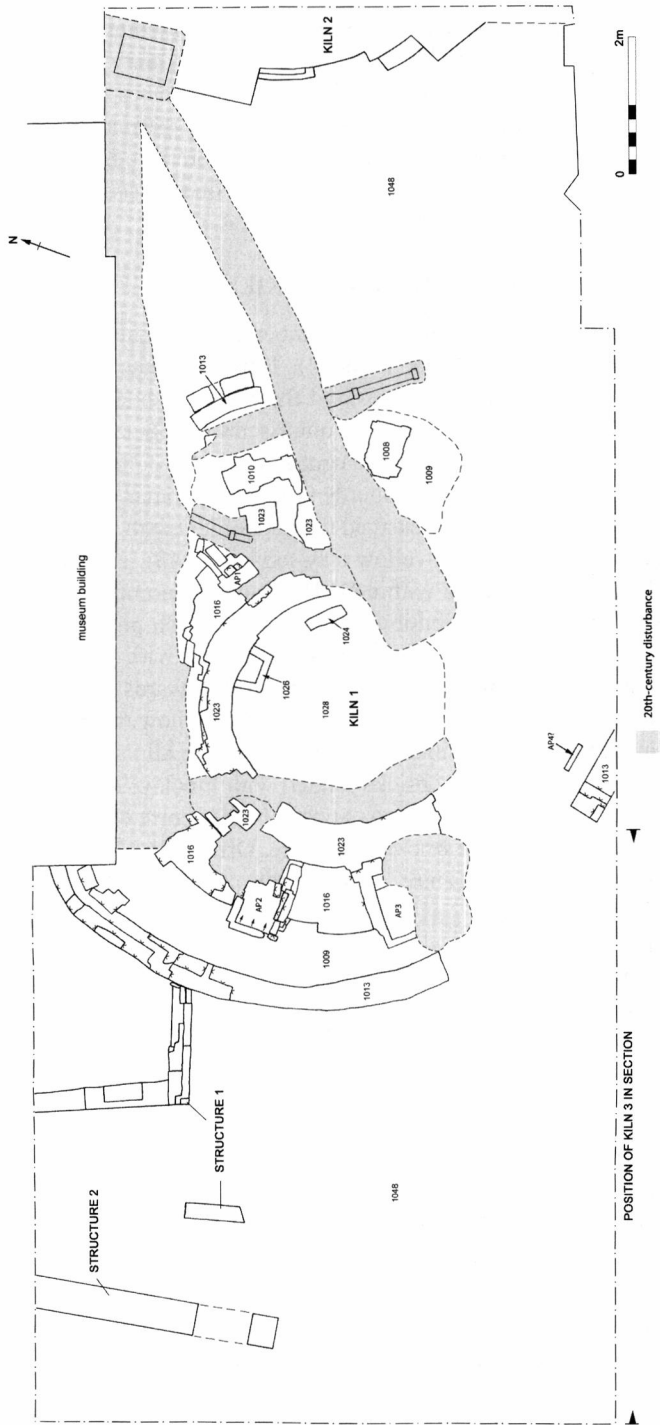 KILN 2
2m
0
N
museum building
1048
1013
1010
1023
1023
1008
1009
AP1
1016
1023
1026
1024
1028
KILN 1
1023
1016
AP2
1023
1016
AP3
1009
1013
AP4?
1013
20th-century disturbance
STRUCTURE 1
STRUCTURE 2
1048
POSITION OF KILN 3 IN SECTION